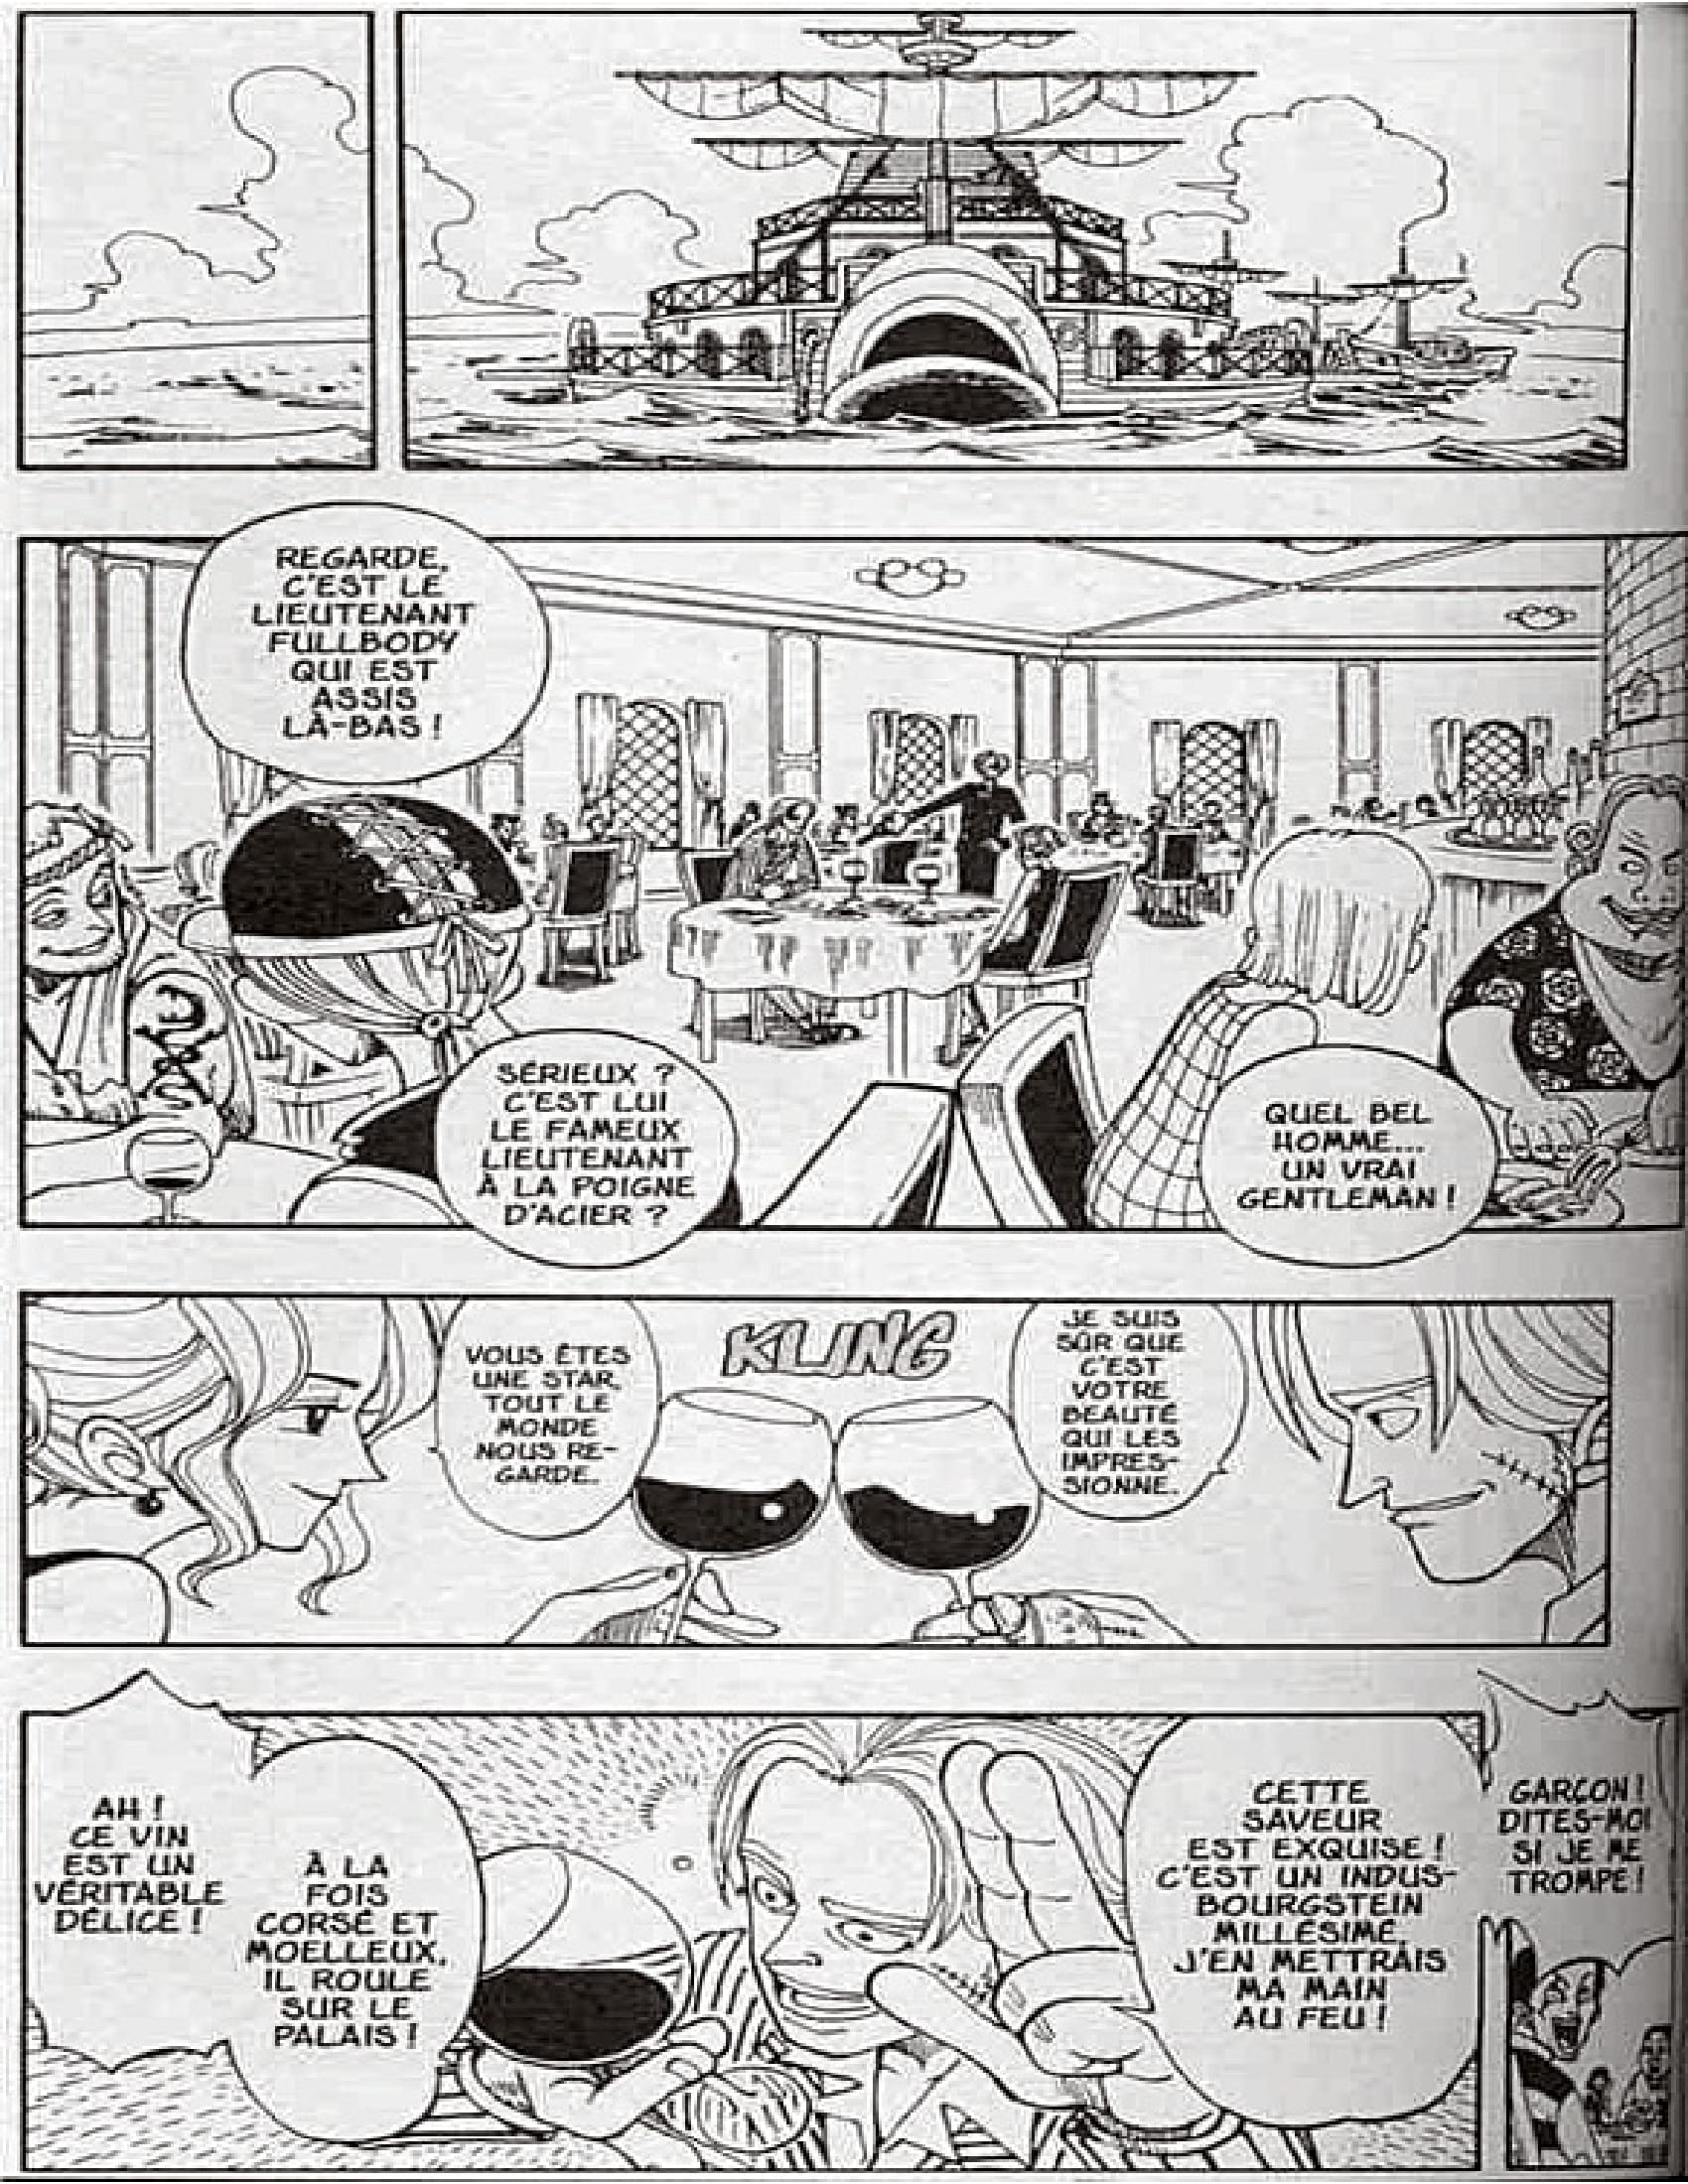 REGARDE,
C'EST LE
LIEUTENANT
FULLBODY
QUI EST
ASSIS
LÀ-BAS !
SÉRIEUX ?
C'EST LUI
LE FAMEUX
LIEUTENANT
À LA POIGNE
D'ACIER ?
QUEL BEL
HOMME...
UN VRAI
GENTLEMAN !
VOUS ÊTES
UNE STAR,
TOUT LE
MONDE
NOUS RE-
GARDE.
KLING
JE SUIS
SÛR QUE
C'EST
VOTRE
BEAUTÉ
QUI LES
IMPRES-
SIONNE.
AH !
CE VIN
EST UN
VÉRITABLE
DÉLICE !
À LA
FOIS
CORSÉ ET
MOELLEUX,
IL ROULE
SUR LE
PALAIS !
CETTE
SAVEUR
EST EXQUISE !
C'EST UN INDUS-
BOURGSTEIN
MILLÉSIMÉ,
J'EN METTRAIS
MA MAIN
AU FEU !
GARÇON !
DITES-MOI
SI JE ME
TROMPE !